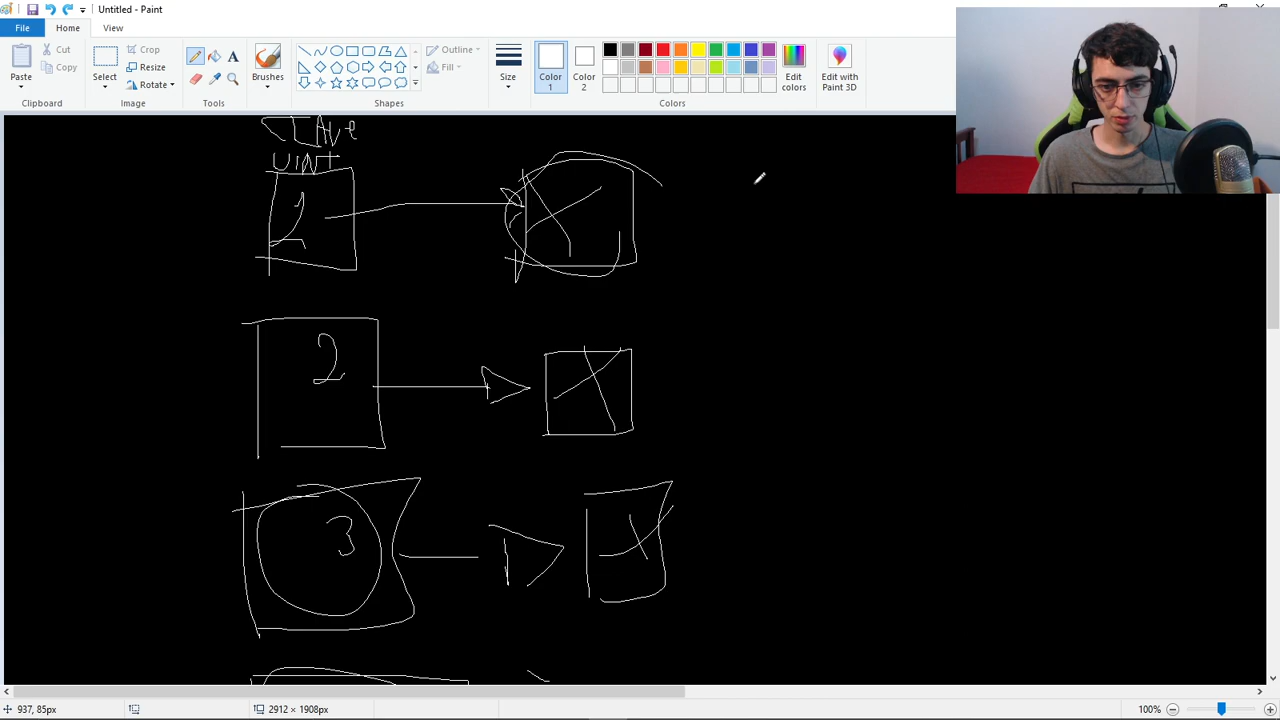 Untitled - Paint
File
Home
View
Paste
Cut
Copy
Clipboard
Select
Crop
Resize
Rotate
Image
Tools
Brushes
Shapes
Outline
Fill
Size
Color 1
Color 2
Colors
Edit colors
Edit with Paint 3D
UINT
1
2
3
937, 85px
2912 × 1908px
100%